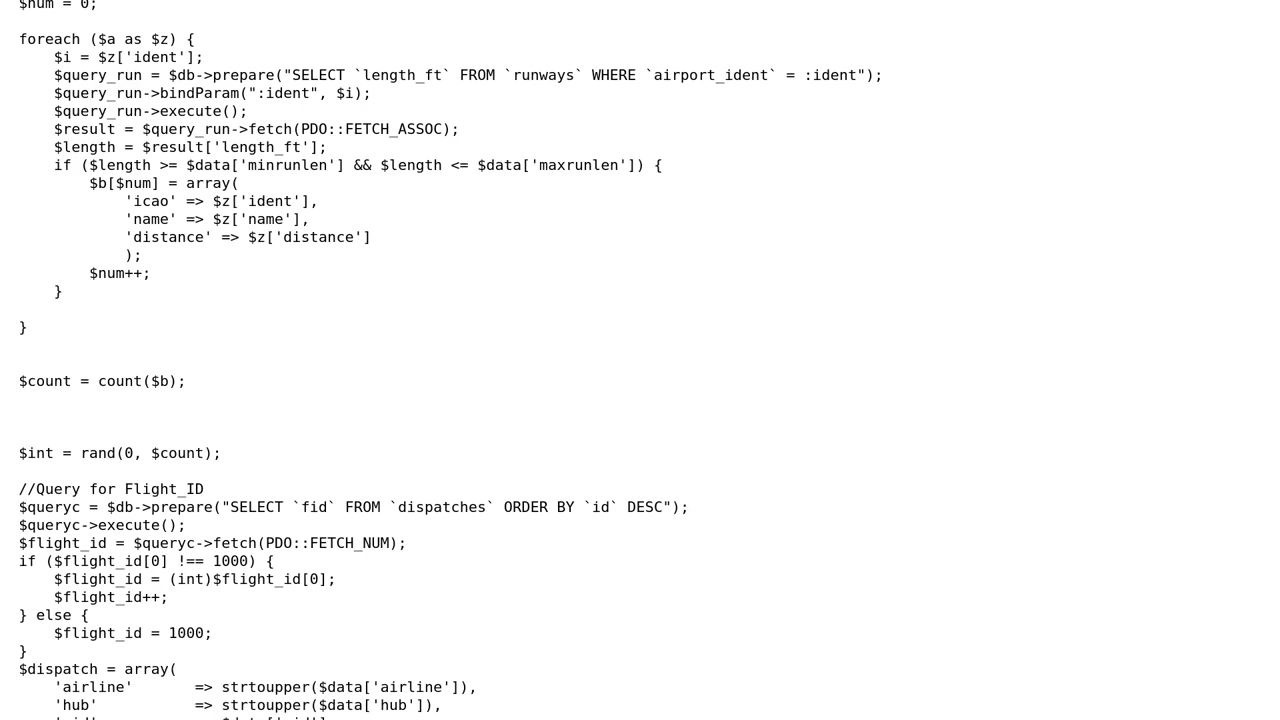 $num = 0;
foreach ($a as $z) {
    $i = $z['ident'];
    $query_run = $db->prepare("SELECT `length_ft` FROM `runways` WHERE `airport_ident` = :ident");
    $query_run->bindParam(":ident", $i);
    $query_run->execute();
    $result = $query_run->fetch(PDO::FETCH_ASSOC);
    $length = $result['length_ft'];
    if ($length >= $data['minrunlen'] && $length <= $data['maxrunlen']) {
        $b[$num] = array(
            'icao' => $z['ident'],
            'name' => $z['name'],
            'distance' => $z['distance']
            );
        $num++;
    }
}
$count = count($b);
$int = rand(0, $count);
//Query for Flight_ID
$queryc = $db->prepare("SELECT `fid` FROM `dispatches` ORDER BY `id` DESC");
$queryc->execute();
$flight_id = $queryc->fetch(PDO::FETCH_NUM);
if ($flight_id[0] !== 1000) {
    $flight_id = (int)$flight_id[0];
    $flight_id++;
} else {
    $flight_id = 1000;
}
$dispatch = array(
    'airline'       => strtoupper($data['airline']),
    'hub'           => strtoupper($data['hub']),